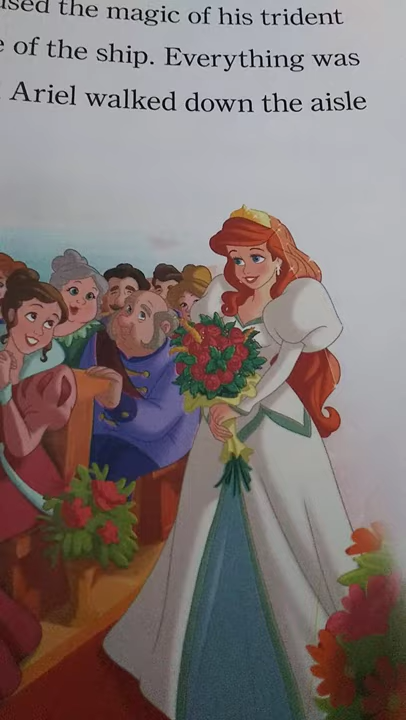 the magic of his trident
of the ship. Everything was
Ariel walked down the aisle